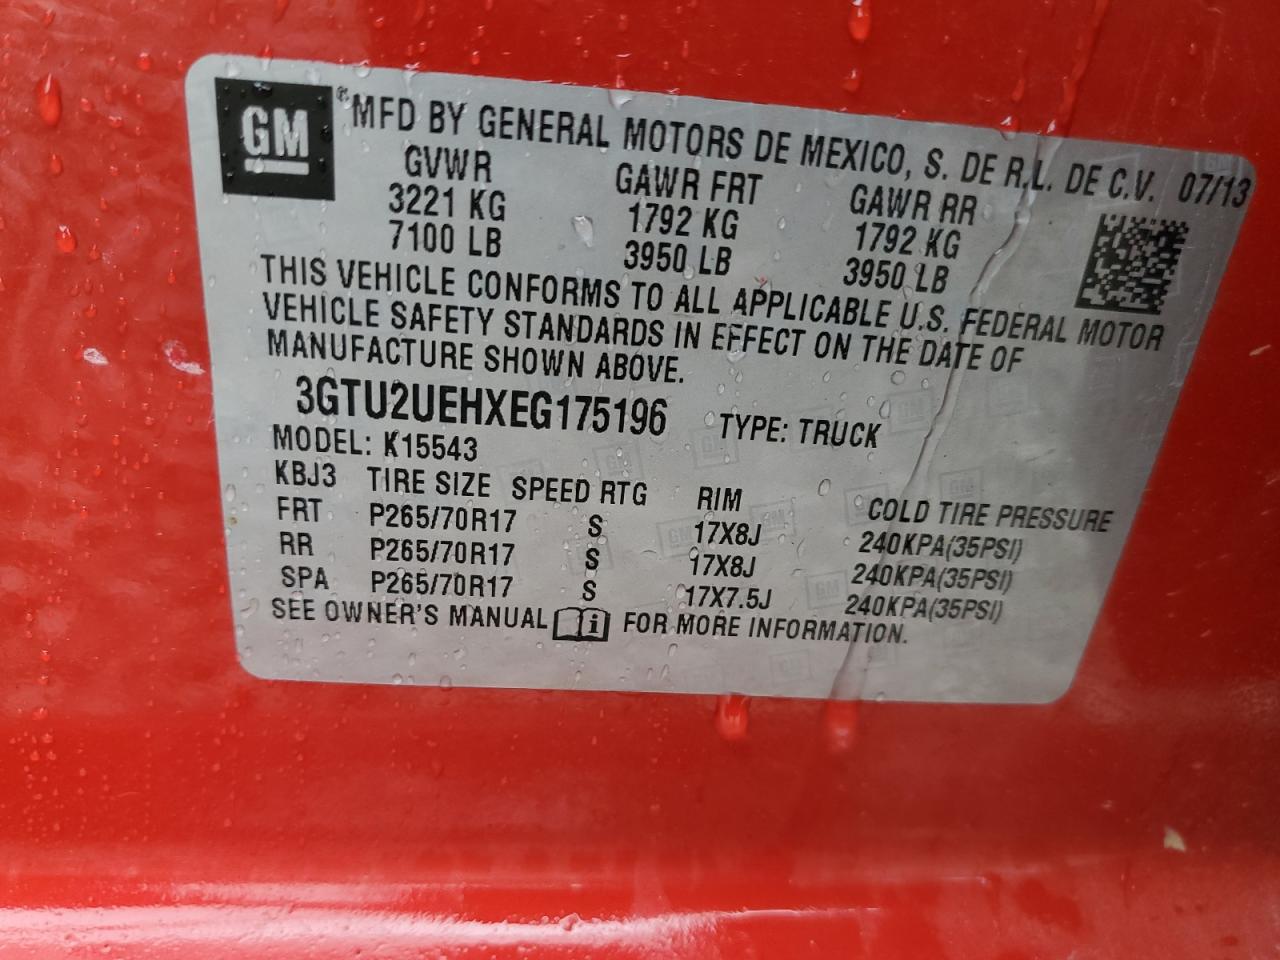 GM ® MFD BY GENERAL MOTORS DE MEXICO, S. DE R.L. DE C.V. 07/13
GVWR GAWR FRT GAWR RR
3221 KG 1792 KG 1792 KG
7100 LB 3950 LB 3950 LB
THIS VEHICLE CONFORMS TO ALL APPLICABLE U.S. FEDERAL MOTOR
VEHICLE SAFETY STANDARDS IN EFFECT ON THE DATE OF
MANUFACTURE SHOWN ABOVE.
3GTU2UEHXEG175196 TYPE: TRUCK
MODEL: K15543
KBJ3 TIRE SIZE SPEED RTG RIM COLD TIRE PRESSURE
FRT P265/70R17 S 17X8J 240KPA(35PSI)
RR P265/70R17 S 17X8J 240KPA(35PSI)
SPA P265/70R17 S 17X7.5J 240KPA(35PSI)
SEE OWNER'S MANUAL i FOR MORE INFORMATION.